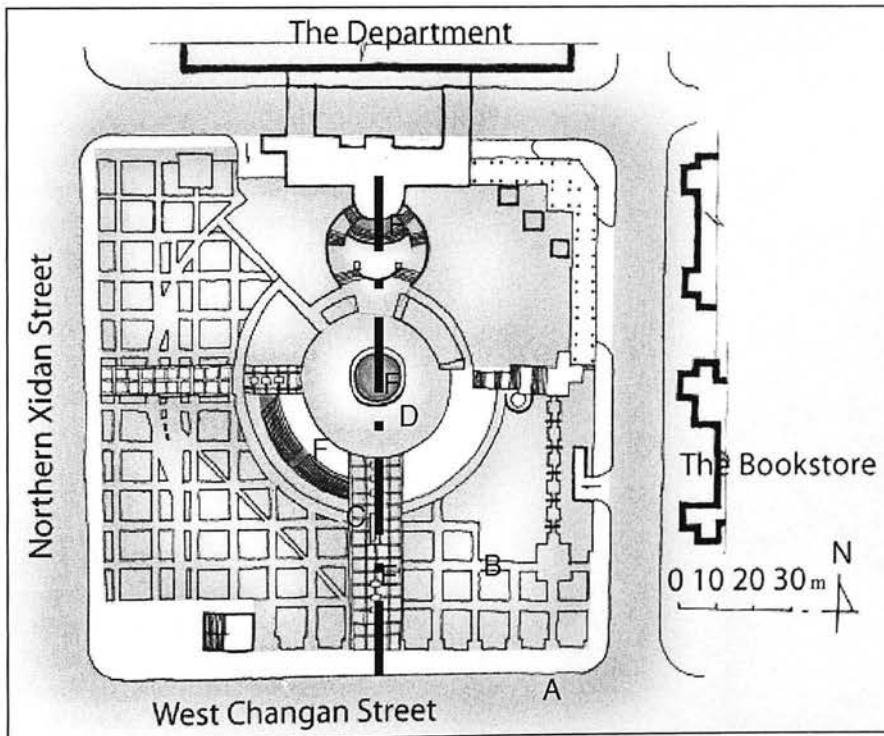 The Department
Northern Xidan Street
E
F
D
F
C
E
B
The Bookstore
N
0 10 20 30 m
A
West Changan Street